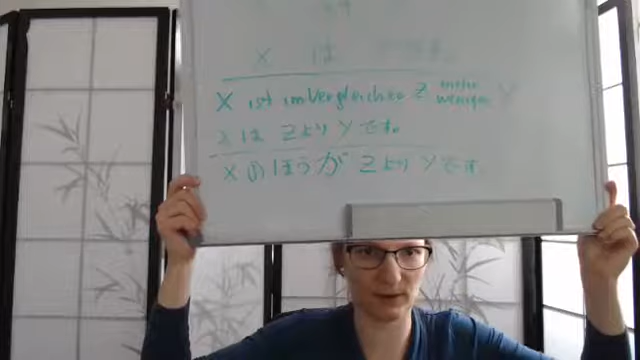 X は
X ist im Vergleich zu Z mehr weniger Y
X は Z より Y です。
X のほうが Z より Y です